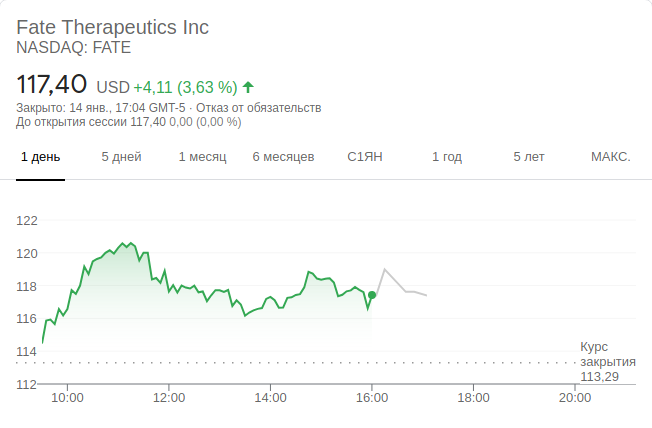 Fate Therapeutics Inc
NASDAQ: FATE
117,40 USD +4,11 (3,63 %)
Закрыто: 14 янв., 17:04 GMT-5 · Отказ от обязательств
До открытия сессии 117,40 0,00 (0,00 %)
1 день 5 дней 1 месяц 6 месяцев С1ЯН 1 год 5 лет МАКС.
122
120
118
116
114
Курс
закрытия
113,29
112
10:00 12:00 14:00 16:00 18:00 20:00